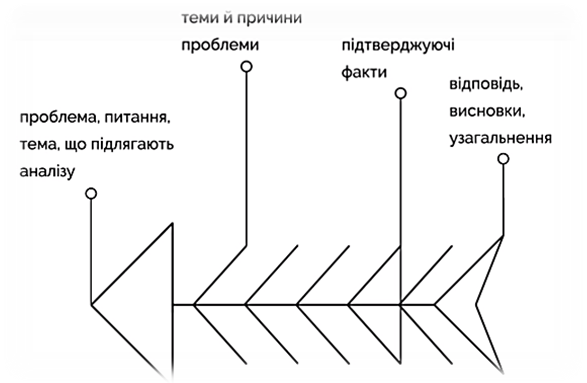 теми й причини
проблеми
підтверджуючі
факти
відповідь,
висновки,
узагальнення
проблема, питання,
тема, що підлягають
аналізу